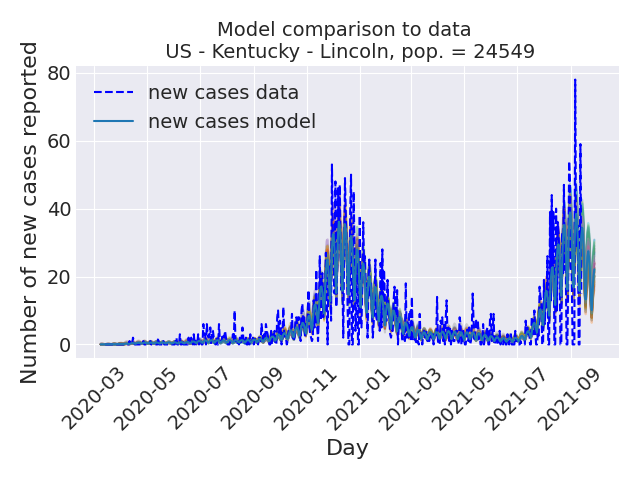 Model comparison to data
US - Kentucky - Lincoln, pop. = 24549
Number of new cases reported
80
60
40
20
0
new cases data
new cases model
2020-03
2020-05
2020-07
2020-09
2020-11
2021-01
2021-03
2021-05
2021-07
2021-09
Day